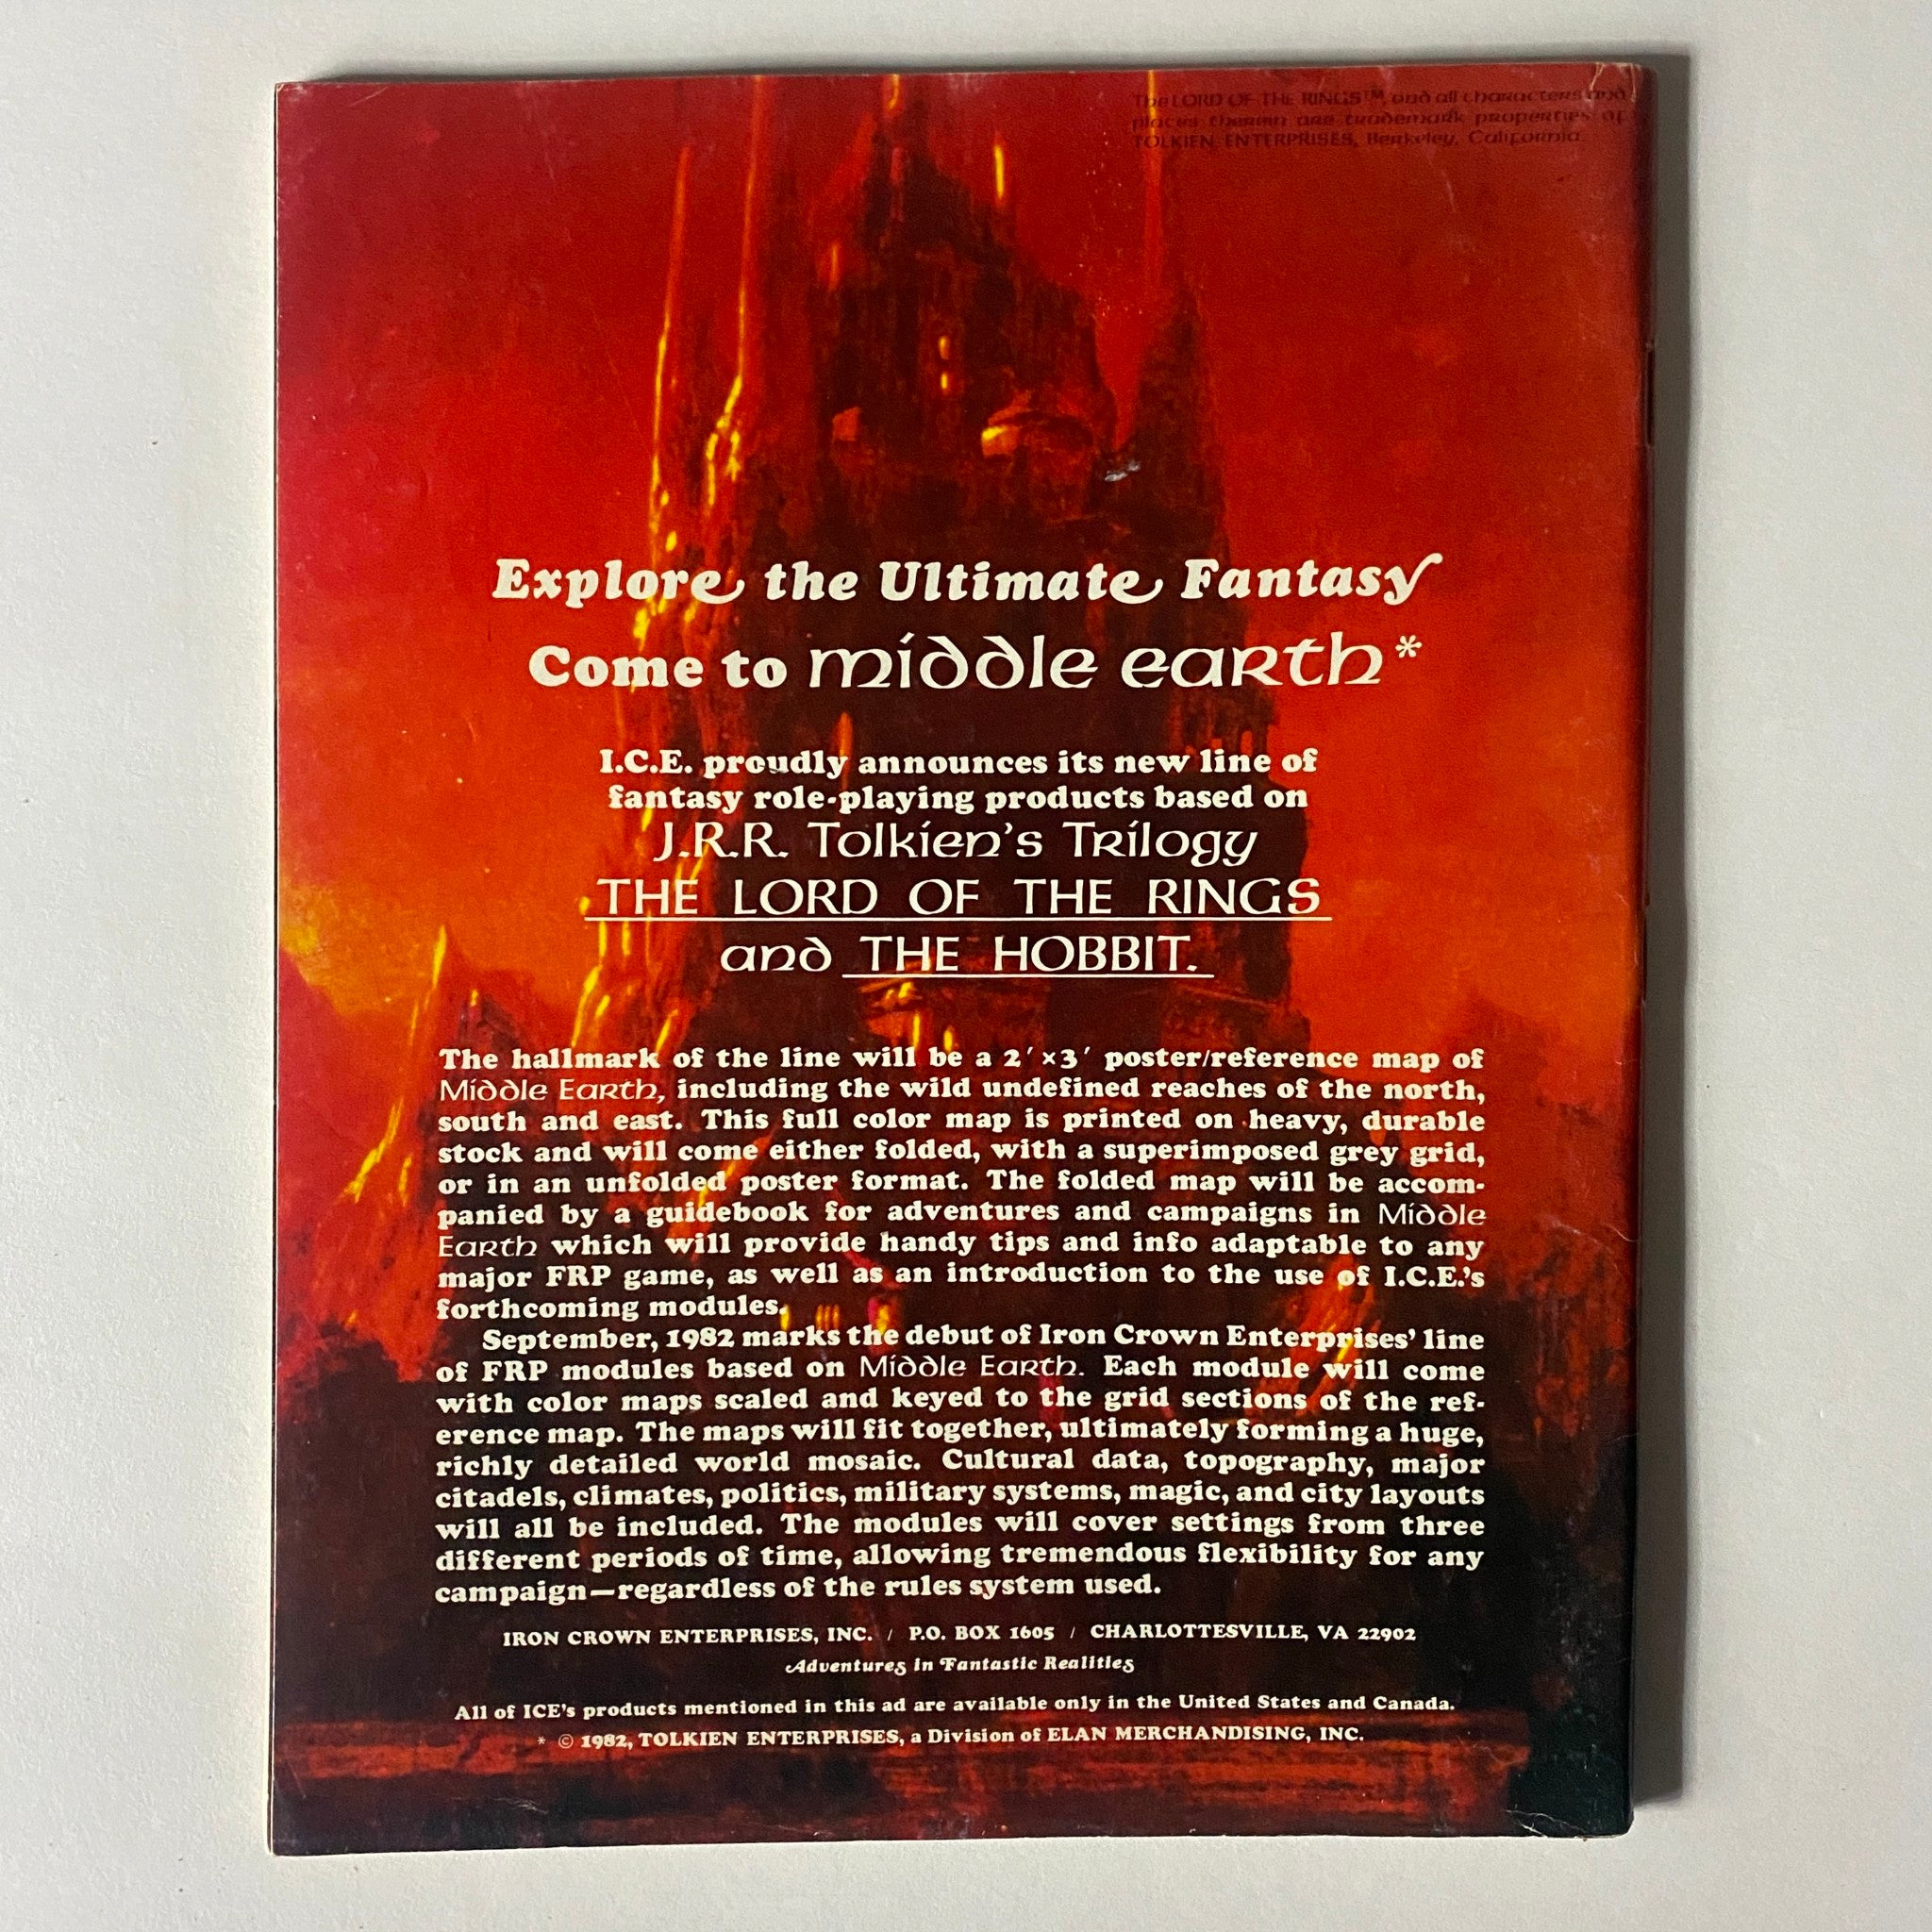 The LORD OF THE RINGS™, and all characters and
places therein are trademark properties of
TOLKIEN ENTERPRISES, Berkeley, California.
Explore the Ultimate Fantasy
Come to middle earth*
I.C.E. proudly announces its new line of
fantasy role-playing products based on
J.R.R. Tolkien's Trilogy
THE LORD OF THE RINGS
and THE HOBBIT.
The hallmark of the line will be a 2′×3′ poster/reference map of
Middle Earth, including the wild undefined reaches of the north,
south and east. This full color map is printed on heavy, durable
stock and will come either folded, with a superimposed grey grid,
or in an unfolded poster format. The folded map will be accom-
panied by a guidebook for adventures and campaigns in Middle
Earth which will provide handy tips and info adaptable to any
major FRP game, as well as an introduction to the use of I.C.E.'s
forthcoming modules.
September, 1982 marks the debut of Iron Crown Enterprises' line
of FRP modules based on Middle Earth. Each module will come
with color maps scaled and keyed to the grid sections of the ref-
erence map. The maps will fit together, ultimately forming a huge,
richly detailed world mosaic. Cultural data, topography, major
citadels, climates, politics, military systems, magic, and city layouts
will all be included. The modules will cover settings from three
different periods of time, allowing tremendous flexibility for any
campaign—regardless of the rules system used.
IRON CROWN ENTERPRISES, INC. / P.O. BOX 1605 / CHARLOTTESVILLE, VA 22902
Adventures in Fantastic Realities
All of ICE's products mentioned in this ad are available only in the United States and Canada.
* © 1982, TOLKIEN ENTERPRISES, a Division of ELAN MERCHANDISING, INC.